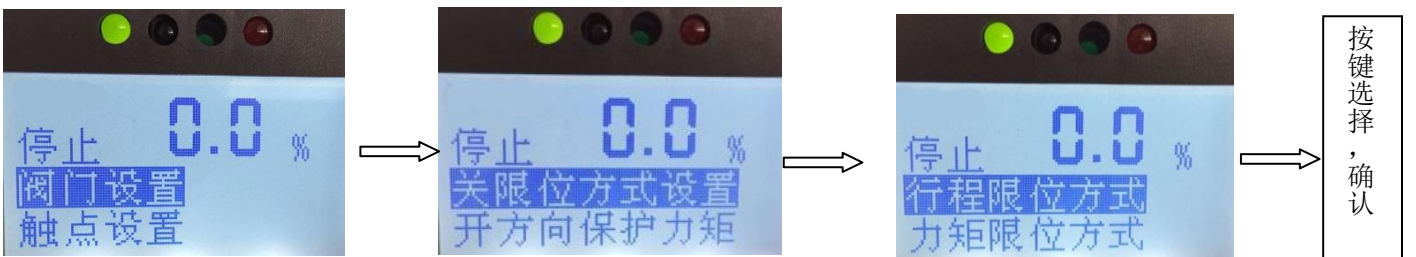 停止 0.0 %
阀门设置
触点设置
停止 0.0 %
关限位方式设置
开方向保护力矩
停止 0.0 %
行程限位方式
力矩限位方式
按键选择，确认